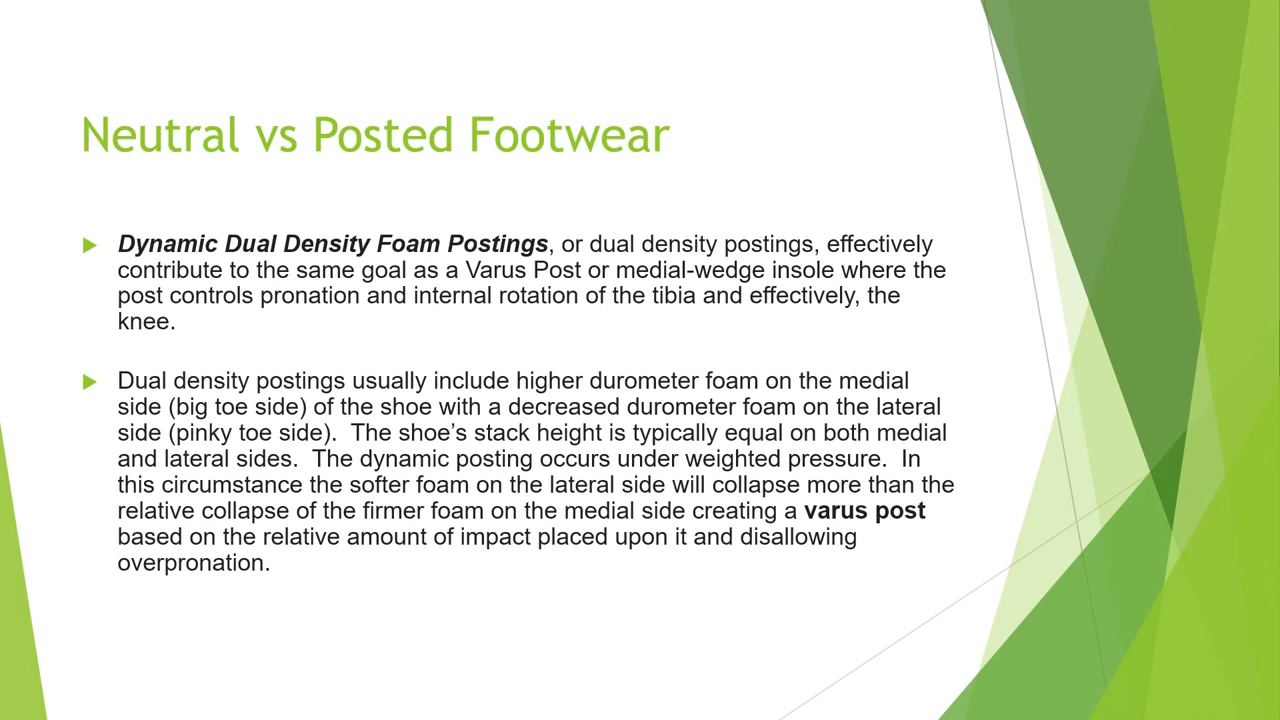 Neutral vs Posted Footwear
Dynamic Dual Density Foam Postings, or dual density postings, effectively
contribute to the same goal as a Varus Post or medial-wedge insole where the
post controls pronation and internal rotation of the tibia and effectively, the
knee.
Dual density postings usually include higher durometer foam on the medial
side (big toe side) of the shoe with a decreased durometer foam on the lateral
side (pinky toe side).  The shoe's stack height is typically equal on both medial
and lateral sides.  The dynamic posting occurs under weighted pressure.  In
this circumstance the softer foam on the lateral side will collapse more than the
relative collapse of the firmer foam on the medial side creating a varus post
based on the relative amount of impact placed upon it and disallowing
overpronation.